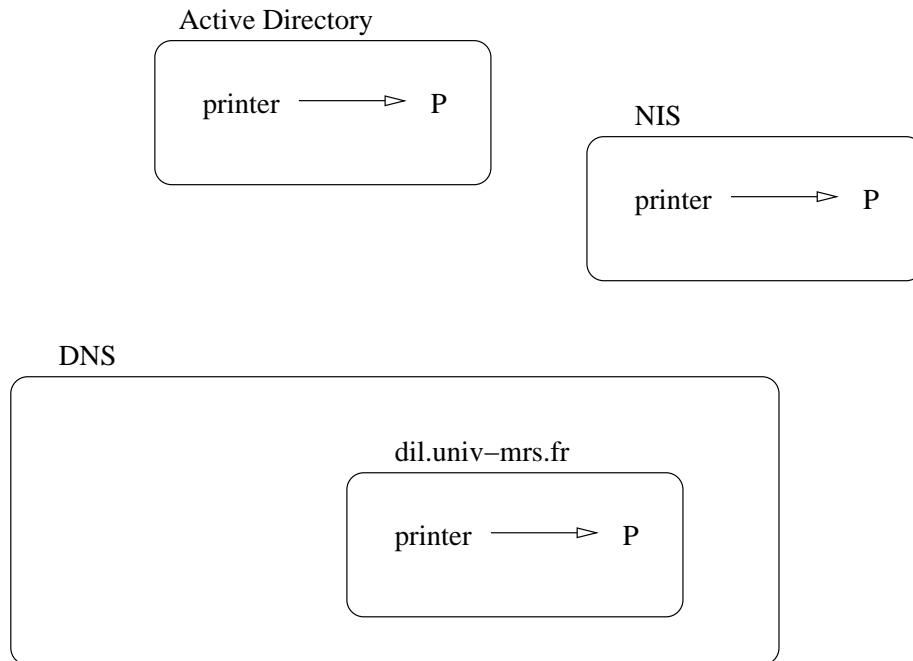 Active Directory
printer P
NIS
printer P
DNS
dil.univ−mrs.fr
printer P